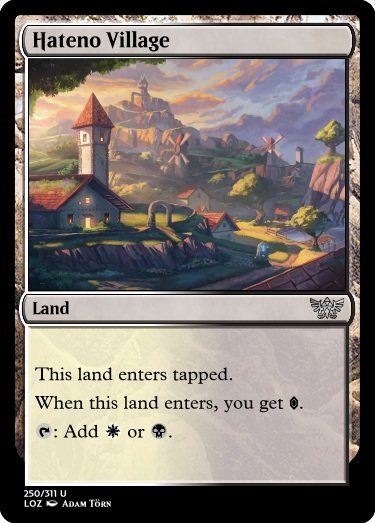 Hateno Village
Land
This land enters tapped.
When this land enters, you get .
: Add or .
250/311 U
LOZ Adam Törn